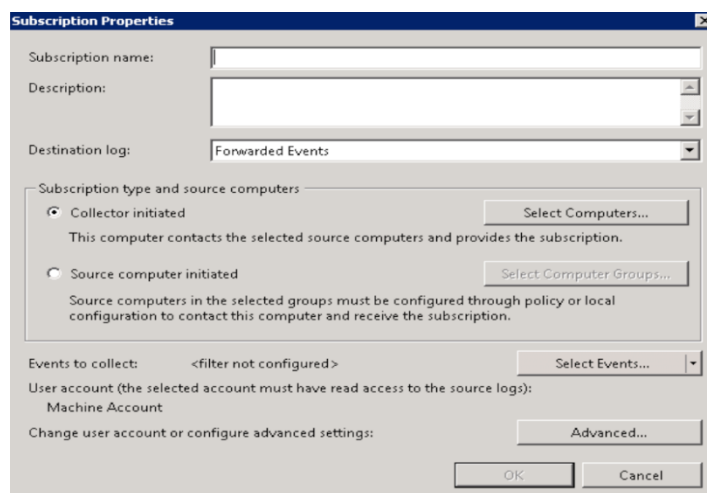 Subscription Properties
Subscription name:
Description:
Destination log: Forwarded Events
Subscription type and source computers
Collector initiated Select Computers...
This computer contacts the selected source computers and provides the subscription.
Source computer initiated Select Computer Groups...
Source computers in the selected groups must be configured through policy or local
configuration to contact this computer and receive the subscription.
Events to collect: <filter not configured> Select Events...
User account (the selected account must have read access to the source logs):
Machine Account
Change user account or configure advanced settings: Advanced...
OK Cancel